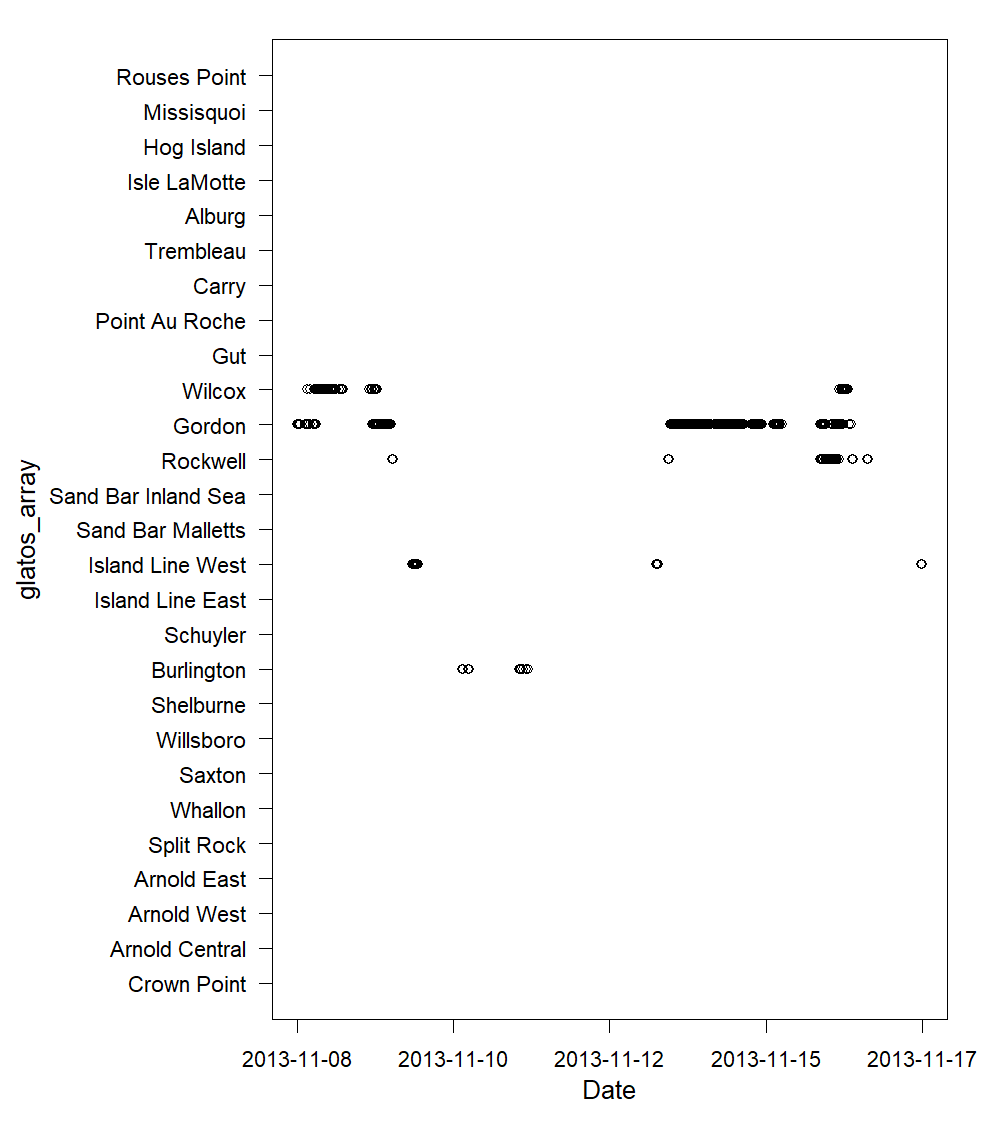 Rouses Point
Missisquoi
Hog Island
Isle LaMotte
Alburg
Trembleau
Carry
Point Au Roche
Gut
Wilcox
Gordon
Rockwell
Sand Bar Inland Sea
Sand Bar Malletts
Island Line West
Island Line East
Schuyler
Burlington
Shelburne
Willsboro
Saxton
Whallon
Split Rock
Arnold East
Arnold West
Arnold Central
Crown Point
glatos_array
2013-11-08 2013-11-10 2013-11-12 2013-11-15 2013-11-17
Date